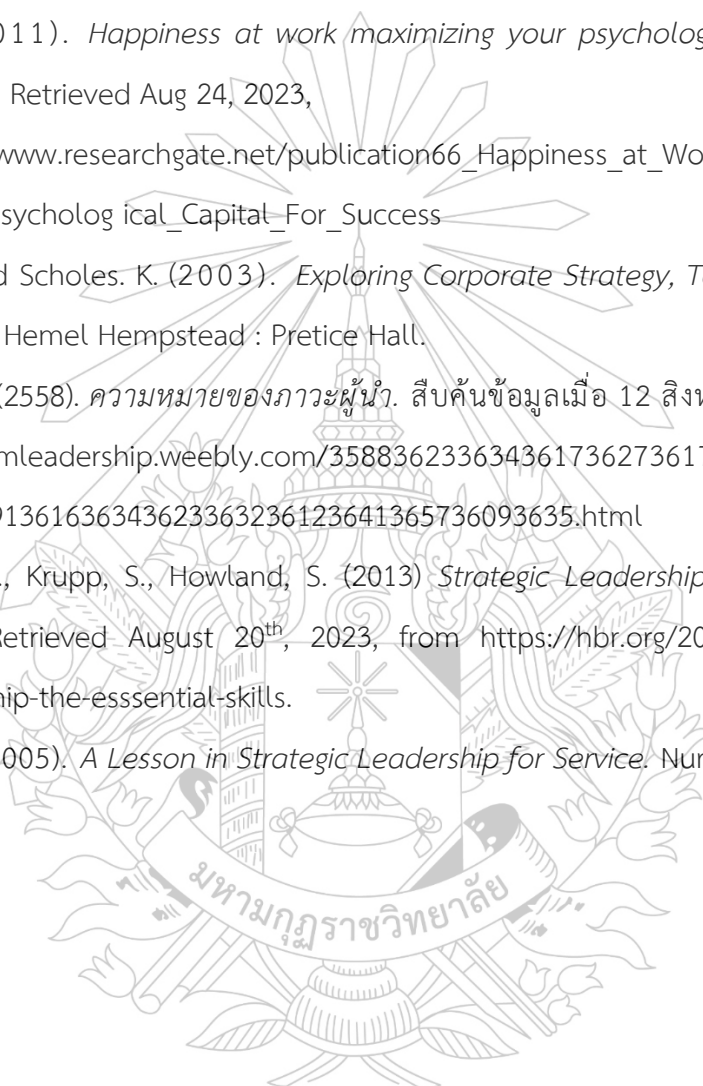 011). Happiness at work maximizing your psycholog
Retrieved Aug 24, 2023,
www.researchgate.net/publication66_Happiness_at_Wo
sycholog ical_Capital_For_Success
d Scholes. K. (2003). Exploring Corporate Strategy, T
Hemel Hempstead : Pretice Hall.
(2558). ความหมายของภาวะผู้นำ. สืบค้นข้อมูลเมื่อ 12 สิงห
mleadership.weebly.com/35883623363436173627361
91361636343623363236123641365736093635.html
., Krupp, S., Howland, S. (2013) Strategic Leadership
Retrieved August 20th, 2023, from https://hbr.org/20
hip-the-esssential-skills.
005). A Lesson in Strategic Leadership for Service. Nur
มหามกุฏราชวิทยาลัย